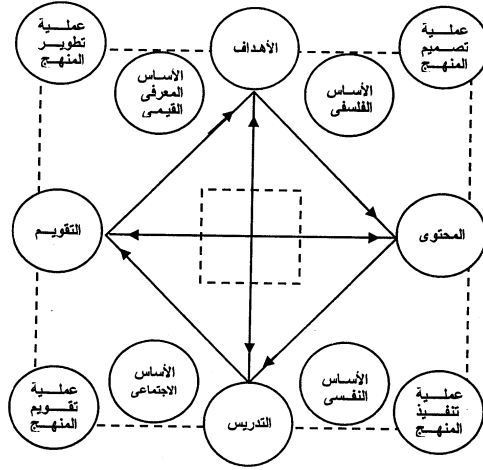 عملية
تصميم
المنهج
الأهداف
عملية
تطوير
المنهج
الأساس
الفلسفى
الأساس
المعرفى
القيمى
المحتوى
التقويم
الأساس
النفسى
الأساس
الاجتماعى
عملية
تنفيذ
المنهج
التدريس
عملية
تقويم
المنهج